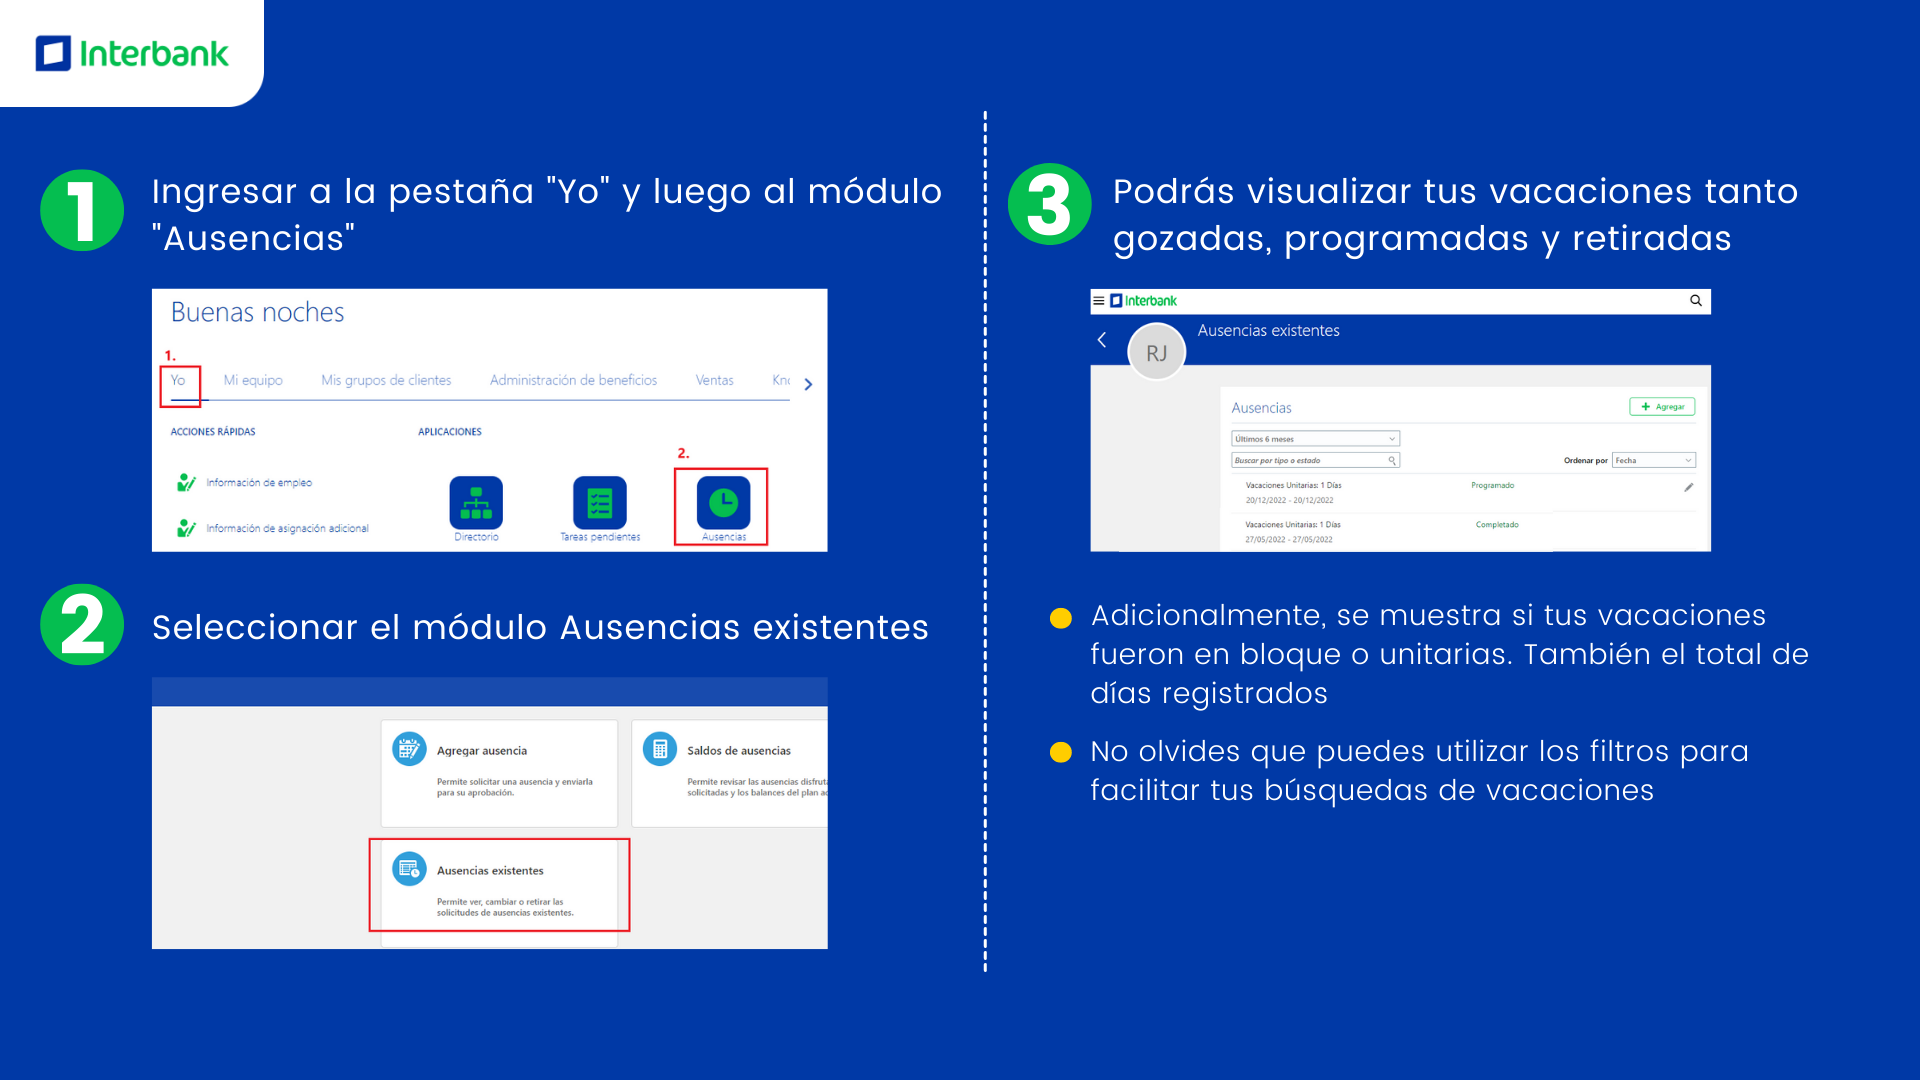 Interbank
1
Ingresar a la pestaña "Yo" y luego al módulo
"Ausencias"
Buenas noches
1.
Yo
Mi equipo
Mis grupos de clientes
Administración de beneficios
Ventas
ACCIONES RÁPIDAS
APLICACIONES
2.
Información de empleo
Información de asignación adicional
Directorio
Tareas pendientes
Ausencias
2
Seleccionar el módulo Ausencias existentes
Agregar ausencia
Permite solicitar una ausencia y enviarla
para su aprobación.
Saldos de ausencias
Permite revisar las ausencias
solicitadas y los balances del plan
Ausencias existentes
Permite ver, cambiar o retirar las
solicitudes de ausencias existentes.
3
Podrás visualizar tus vacaciones tanto
gozadas, programadas y retiradas
Interbank
RJ
Ausencias existentes
Ausencias
Agregar
Últimos 6 meses
Buscar por tipo o estado
Ordenar por Fecha
Vacaciones Unitarias: 1 Días
Programado
20/12/2022 - 20/12/2022
Vacaciones Unitarias: 1 Días
Completado
27/05/2022 - 27/05/2022
Adicionalmente, se muestra si tus vacaciones
fueron en bloque o unitarias. También el total de
días registrados
No olvides que puedes utilizar los filtros para
facilitar tus búsquedas de vacaciones